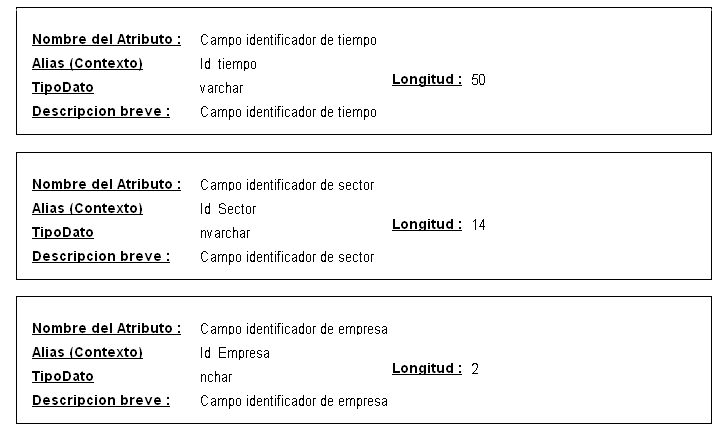 Nombre del Atributo : Campo identificador de tiempo
Alias (Contexto) Id tiempo
TipoDato varchar Longitud : 50
Descripcion breve : Campo identificador de tiempo
Nombre del Atributo : Campo identificador de sector
Alias (Contexto) Id Sector
TipoDato nvarchar Longitud : 14
Descripcion breve : Campo identificador de sector
Nombre del Atributo : Campo identificador de empresa
Alias (Contexto) Id Empresa
TipoDato nchar Longitud : 2
Descripcion breve : Campo identificador de empresa